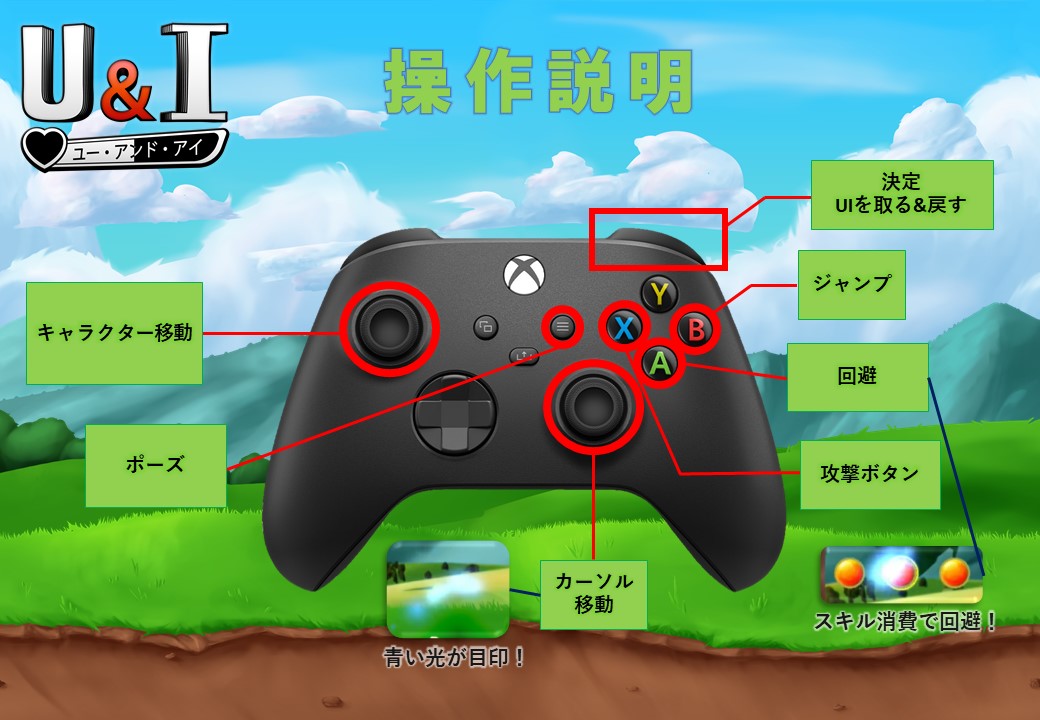 U&I
ユー・アンド・アイ
操作説明
決定
UIを取る&戻す
ジャンプ
キャラクター移動
Y
X
B
A
回避
ポーズ
攻撃ボタン
カーソル
移動
スキル消費で回避！
青い光が目印！